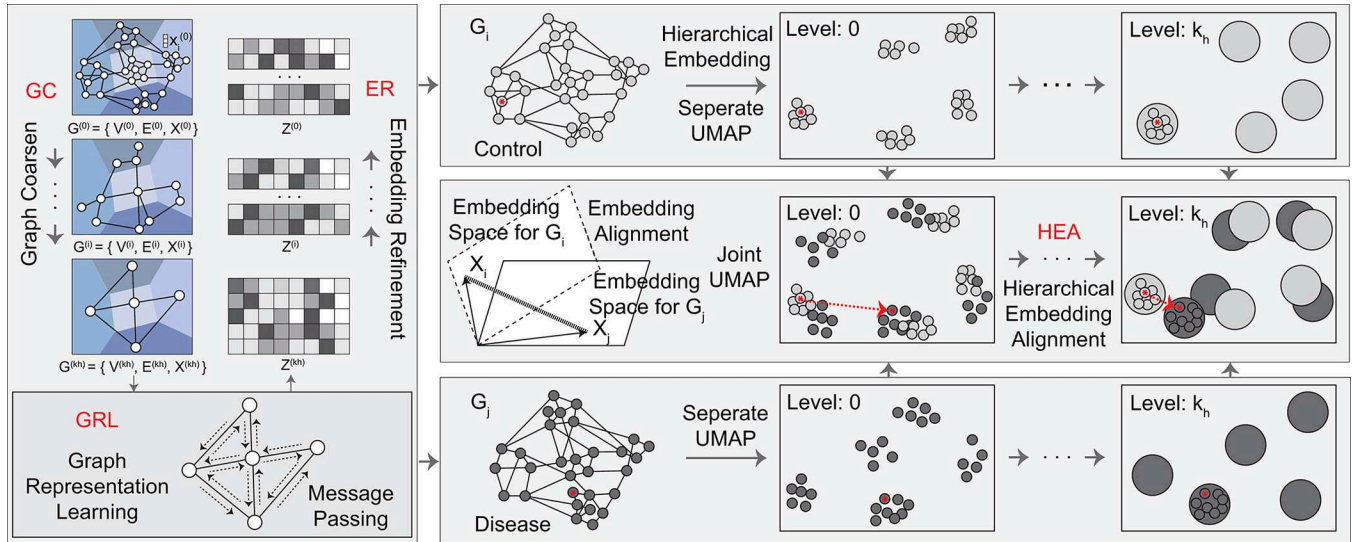 GC
Graph Coarsen
X_i^(0)
G^(0) = { V^(0), E^(0), X^(0) }
. . .
G^(i) = { V^(i), E^(i), X^(i) }
G^(kh) = { V^(kh), E^(kh), X^(kh) }
. . .
Z^(0)
. . .
Z^(i)
Z^(kh)
ER
Embedding Refinement
. . .
GRL
Graph
Representation
Learning
Message
Passing
G_i
Control
Hierarchical
Embedding
Seperate
UMAP
Level: 0
. . .
Level: k_h
Embedding
Space for G_i
Embedding
Alignment
X_i
Embedding
Space for G_j
X_j
Joint
UMAP
Level: 0
HEA
. . .
Hierarchical
Embedding
Alignment
Level: k_h
G_j
Disease
Seperate
UMAP
Level: 0
. . .
Level: k_h